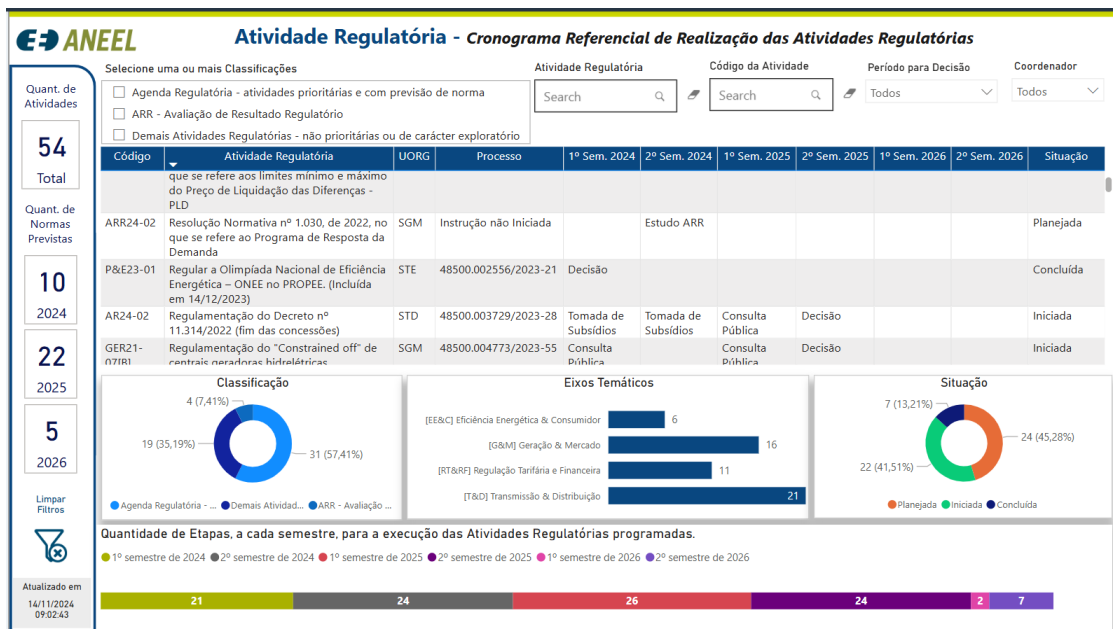 ANEEL
Atividade Regulatória - Cronograma Referencial de Realização das Atividades Regulatórias
Quant. de
Atividades
54
Total
Quant. de
Normas
Previstas
10
2024
22
2025
5
2026
Limpar
Filtros
Atualizado em
14/11/2024
09:02:43
Selecione uma ou mais Classificações
Agenda Regulatória - atividades prioritárias e com previsão de norma
ARR - Avaliação de Resultado Regulatório
Demais Atividades Regulatórias - não prioritárias ou de carácter exploratório
Atividade Regulatória
Search
Código da Atividade
Search
Período para Decisão
Todos
Coordenador
Todos
Código Atividade Regulatória UORG Processo 1º Sem. 2024 2º Sem. 2024 1º Sem. 2025 2º Sem. 2025 1º Sem. 2026 2º Sem. 2026 Situação
que se refere aos limites mínimo e máximo
do Preço de Liquidação das Diferenças -
PLD
ARR24-02 Resolução Normativa nº 1.030, de 2022, no SGM Instrução não Iniciada Estudo ARR Planejada
que se refere ao Programa de Resposta da
Demanda
P&E23-01 Regular a Olimpíada Nacional de Eficiência STE 48500.002556/2023-21 Decisão Concluída
Energética – ONEE no PROPEE. (Incluída
em 14/12/2023)
AR24-02 Regulamentação do Decreto nº STD 48500.003729/2023-28 Tomada de Tomada de Consulta Decisão Iniciada
11.314/2022 (fim das concessões) Subsídios Subsídios Pública
GER21- Regulamentação do "Constrained off" de SGM 48500.004773/2023-55 Consulta Consulta Decisão Iniciada
07[B] centrais geradoras hidrelétricas Pública Pública
Classificação
4 (7,41%)
19 (35,19%)
31 (57,41%)
Agenda Regulatória - ... Demais Atividad... ARR - Avaliação ...
Eixos Temáticos
[EE&C] Eficiência Energética & Consumidor 6
[G&M] Geração & Mercado 16
[RT&RF] Regulação Tarifária e Financeira 11
[T&D] Transmissão & Distribuição 21
Situação
7 (13,21%)
24 (45,28%)
22 (41,51%)
Planejada Iniciada Concluída
Quantidade de Etapas, a cada semestre, para a execução das Atividades Regulatórias programadas.
1º semestre de 2024 2º semestre de 2024 1º semestre de 2025 2º semestre de 2025 1º semestre de 2026 2º semestre de 2026
21 24 26 24 2 7